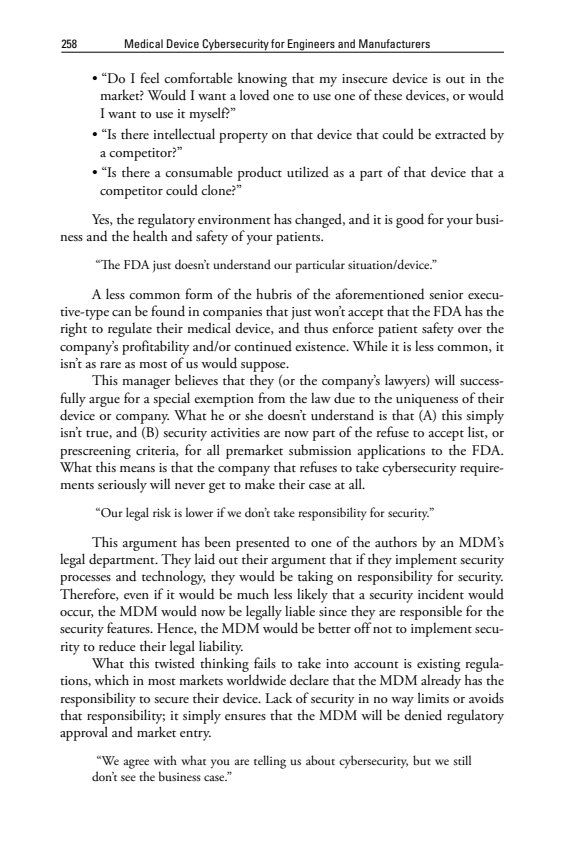 258 Medical Device Cybersecurity for Engineers and Manufacturers
• “Do I feel comfortable knowing that my insecure device is out in the
market? Would I want a loved one to use one of these devices, or would
I want to use it myself?”
• “Is there intellectual property on that device that could be extracted by
a competitor?”
• “Is there a consumable product utilized as a part of that device that a
competitor could clone?”
Yes, the regulatory environment has changed, and it is good for your busi-
ness and the health and safety of your patients.
“The FDA just doesn’t understand our particular situation/device.”
A less common form of the hubris of the aforementioned senior execu-
tive-type can be found in companies that just won’t accept that the FDA has the
right to regulate their medical device, and thus enforce patient safety over the
company’s profitability and/or continued existence. While it is less common, it
isn’t as rare as most of us would suppose.
This manager believes that they (or the company’s lawyers) will success-
fully argue for a special exemption from the law due to the uniqueness of their
device or company. What he or she doesn’t understand is that (A) this simply
isn’t true, and (B) security activities are now part of the refuse to accept list, or
prescreening criteria, for all premarket submission applications to the FDA.
What this means is that the company that refuses to take cybersecurity require-
ments seriously will never get to make their case at all.
“Our legal risk is lower if we don’t take responsibility for security.”
This argument has been presented to one of the authors by an MDM’s
legal department. They laid out their argument that if they implement security
processes and technology, they would be taking on responsibility for security.
Therefore, even if it would be much less likely that a security incident would
occur, the MDM would now be legally liable since they are responsible for the
security features. Hence, the MDM would be better off not to implement secu-
rity to reduce their legal liability.
What this twisted thinking fails to take into account is existing regula-
tions, which in most markets worldwide declare that the MDM already has the
responsibility to secure their device. Lack of security in no way limits or avoids
that responsibility; it simply ensures that the MDM will be denied regulatory
approval and market entry.
“We agree with what you are telling us about cybersecurity, but we still
don’t see the business case.”